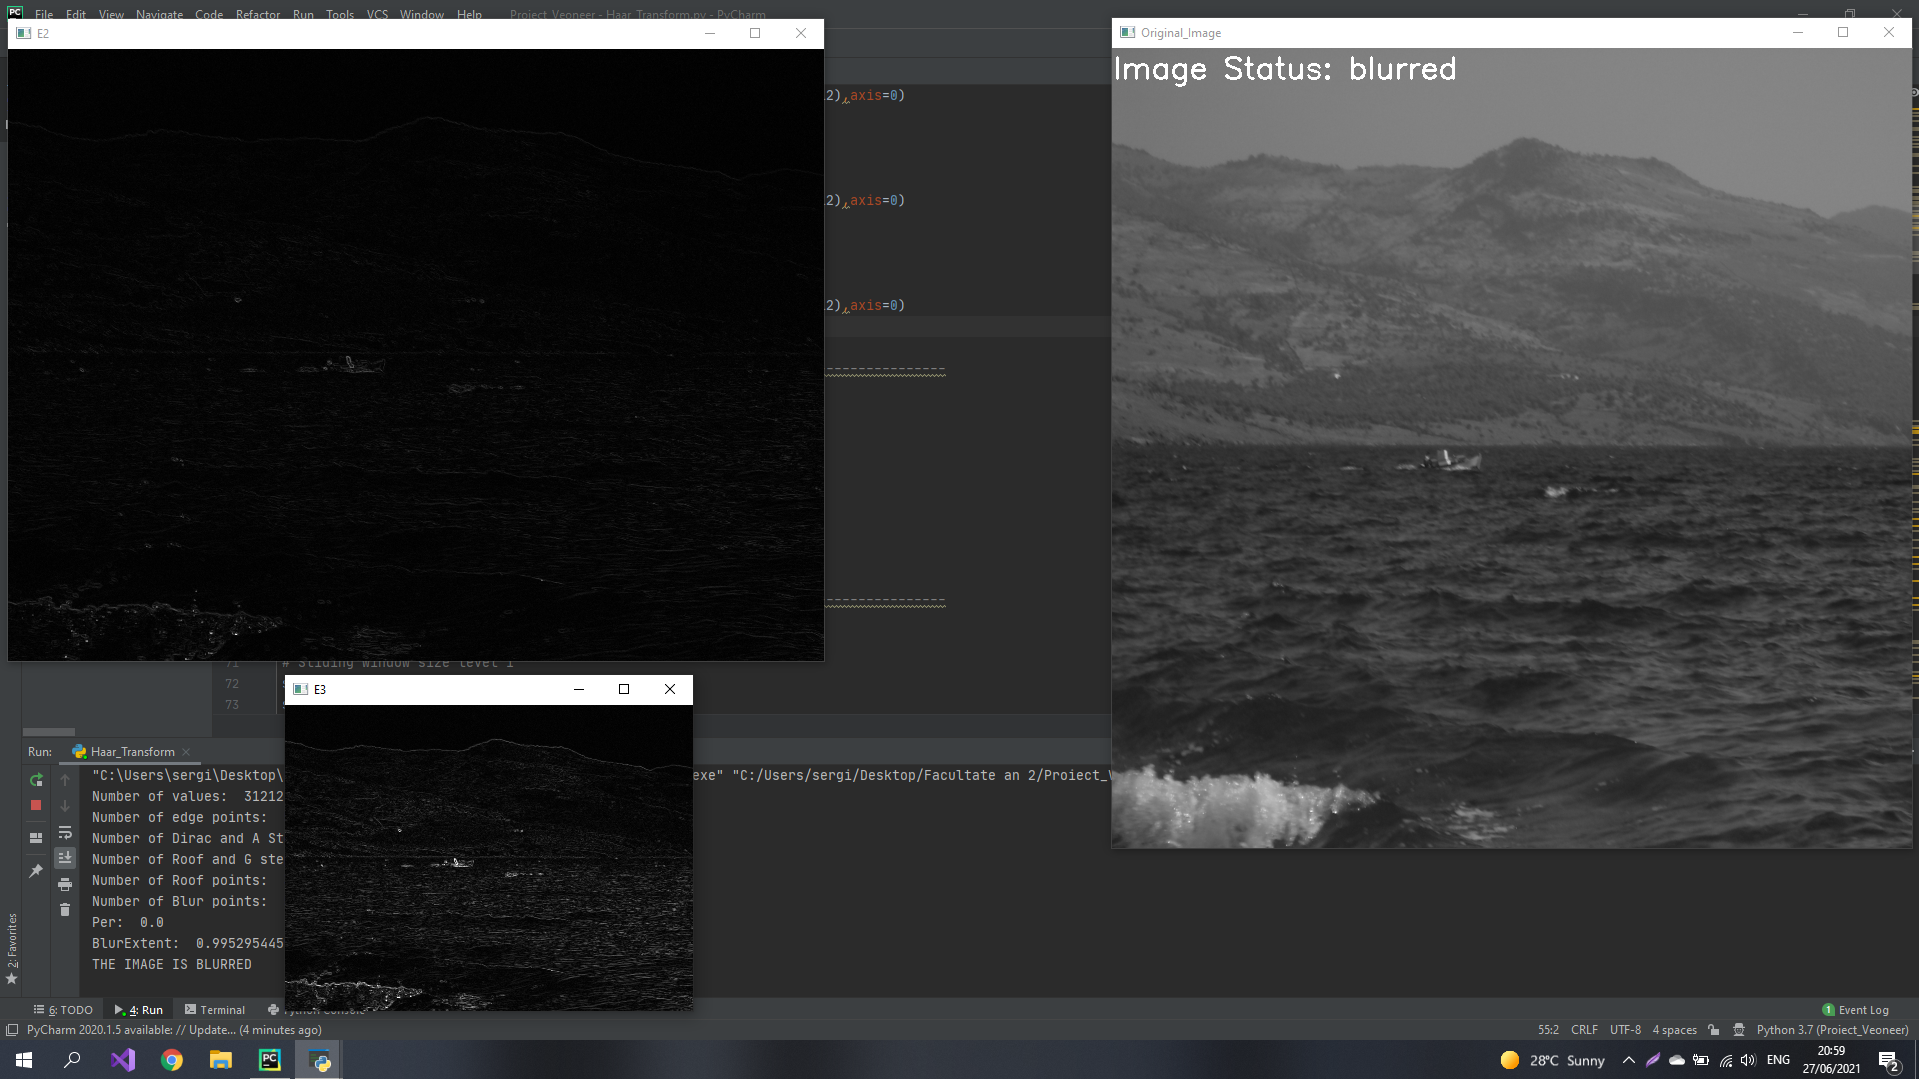 File Edit View Navigate Code Refactor Run Tools VCS Window Help Project_Veoneer - Haar_Transform.py - PyCharm
E2
Original_Image
Image Status: blurred
2),axis=0)
2),axis=0)
2),axis=0)
71 # Sliding window size level 1
72
73
E3
Run: Haar_Transform
"C:\Users\sergi\Desktop\ exe" "C:/Users/sergi/Desktop/Facultate an 2/Proiect_
Number of values: 31212
Number of edge points:
Number of Dirac and A St
Number of Roof and G ste
Number of Roof points:
Number of Blur points:
Per: 0.0
BlurExtent: 0.995295445
THE IMAGE IS BLURRED
2: Favorites
6: TODO 4: Run Terminal Python Console 1 Event Log
PyCharm 2020.1.5 available: // Update... (4 minutes ago) 55:2 CRLF UTF-8 4 spaces Python 3.7 (Proiect_Veoneer)
28°C Sunny ENG 20:59
27/06/2021 2